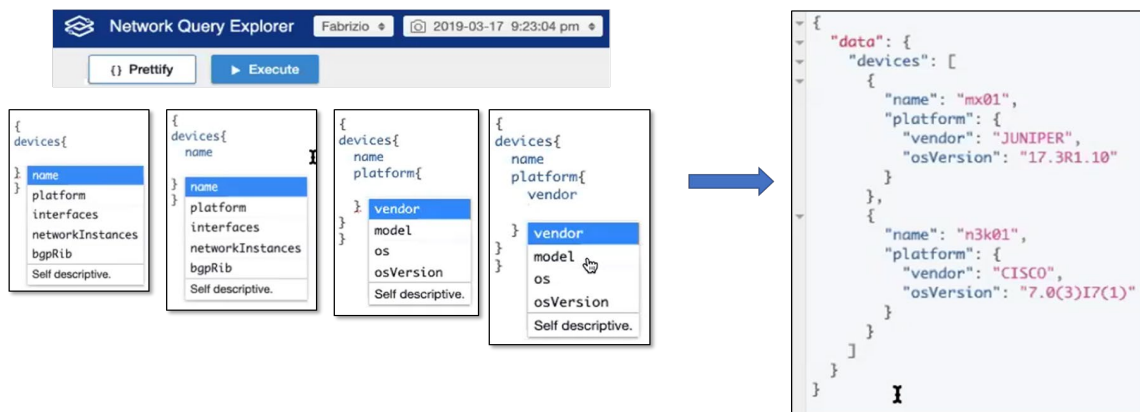 Network Query Explorer Fabrizio 2019-03-17 9:23:04 pm
{} Prettify Execute
{
devices{
}
}
name
platform
interfaces
networkInstances
bgpRib
Self descriptive.
{
devices{
name
}
}
name
platform
interfaces
networkInstances
bgpRib
Self descriptive.
{
devices{
name
platform{
}
}
}
vendor
model
os
osVersion
Self descriptive.
{
devices{
name
platform{
vendor
}
}
}
vendor
model
os
osVersion
Self descriptive.
{
"data": {
"devices": [
{
"name": "mx01",
"platform": {
"vendor": "JUNIPER",
"osVersion": "17.3R1.10"
}
},
{
"name": "n3k01",
"platform": {
"vendor": "CISCO",
"osVersion": "7.0(3)I7(1)"
}
}
]
}
}